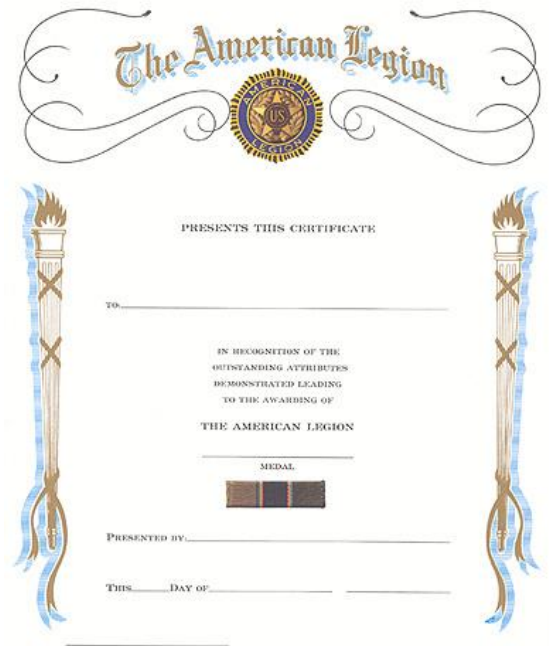 The American Legion
AMERICAN
US
LEGION
PRESENTS THIS CERTIFICATE
TO:
IN RECOGNITION OF THE
OUTSTANDING ATTRIBUTES
DEMONSTRATED LEADING
TO THE AWARDING OF
THE AMERICAN LEGION
MEDAL
PRESENTED BY:
THIS DAY OF